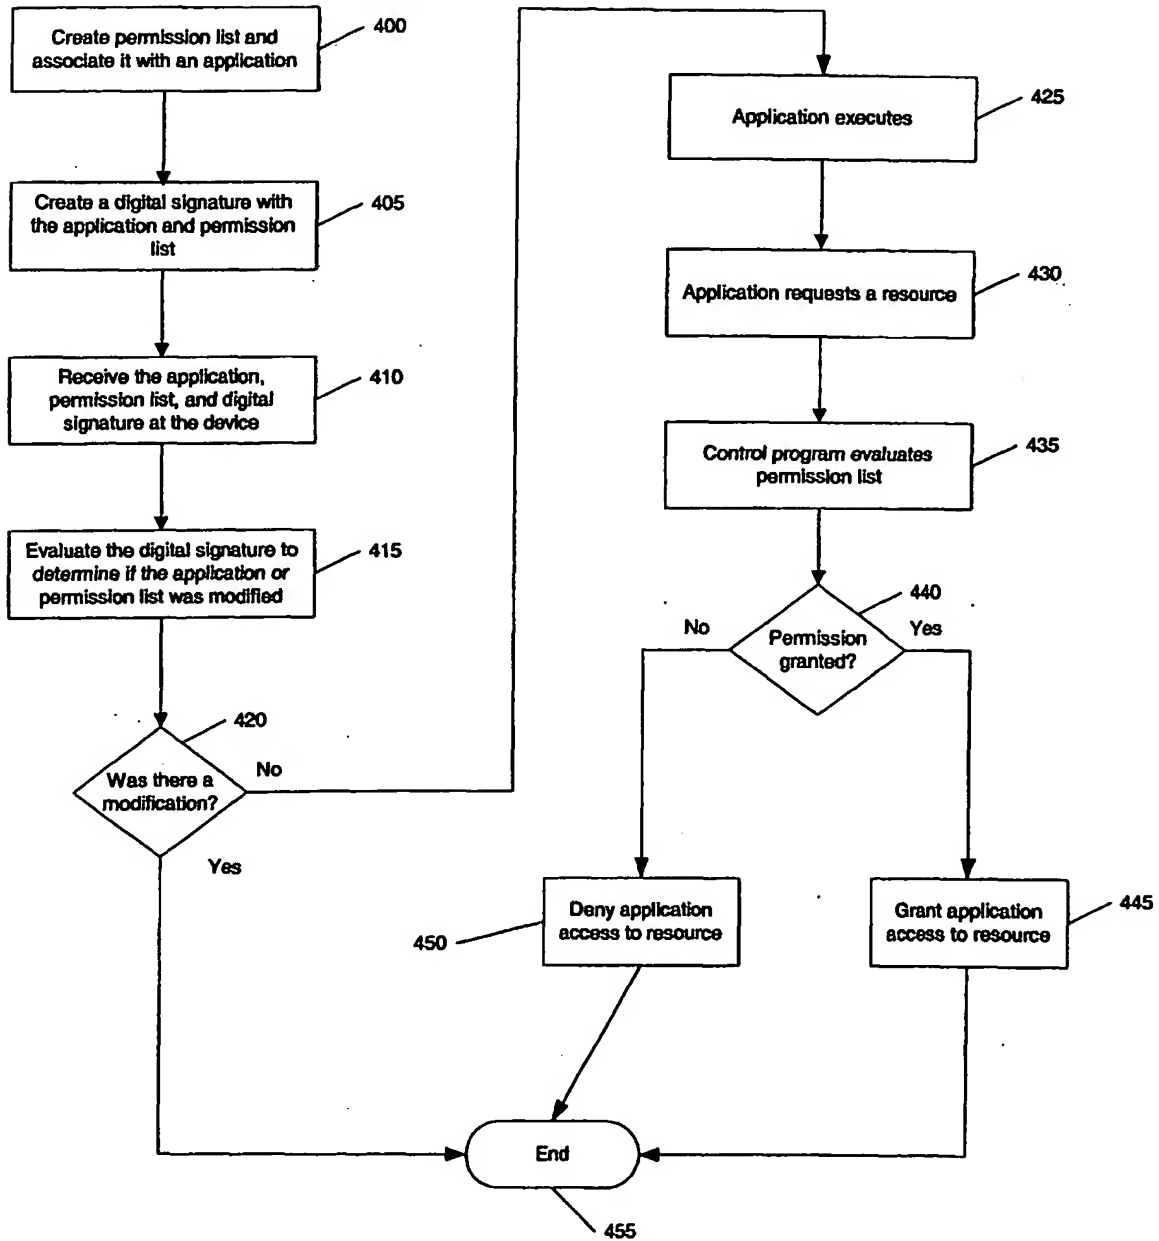 Create permission list and
associate it with an application
400
Create a digital signature with
the application and permission
list
405
Receive the application,
permission list, and digital
signature at the device
410
Evaluate the digital signature to
determine if the application or
permission list was modified
415
Was there a
modification?
420
No
Yes
Application executes
425
Application requests a resource
430
Control program evaluates
permission list
435
Permission
granted?
440
No
Yes
Deny application
access to resource
450
Grant application
access to resource
445
End
455